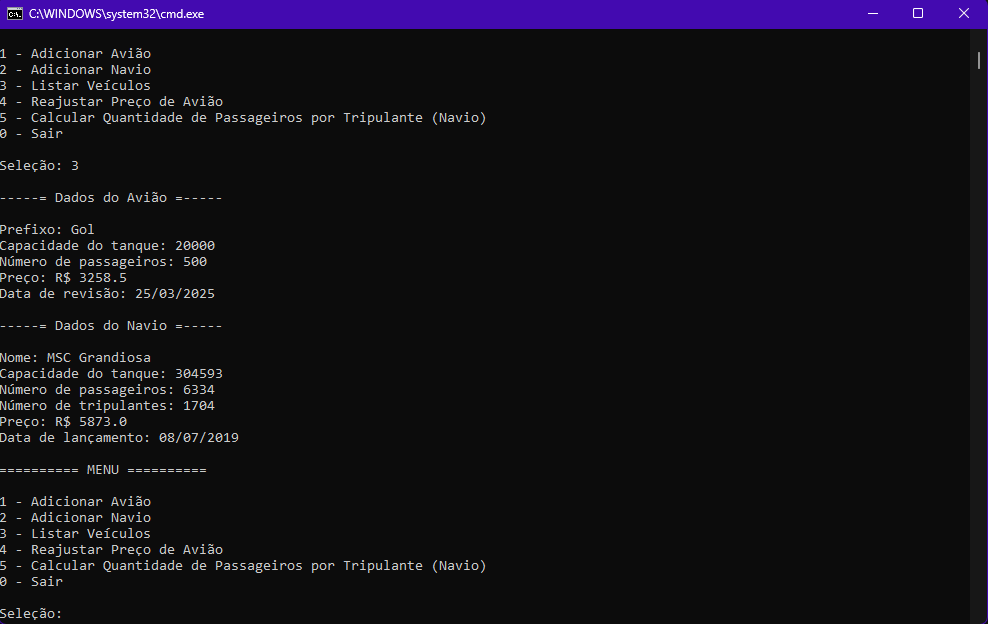 C:\WINDOWS\system32\cmd.exe
1 - Adicionar Avião
2 - Adicionar Navio
3 - Listar Veículos
4 - Reajustar Preço de Avião
5 - Calcular Quantidade de Passageiros por Tripulante (Navio)
0 - Sair
Seleção: 3
-----= Dados do Avião =-----
Prefixo: Gol
Capacidade do tanque: 20000
Número de passageiros: 500
Preço: R$ 3258.5
Data de revisão: 25/03/2025
-----= Dados do Navio =-----
Nome: MSC Grandiosa
Capacidade do tanque: 304593
Número de passageiros: 6334
Número de tripulantes: 1704
Preço: R$ 5873.0
Data de lançamento: 08/07/2019
========== MENU ==========
1 - Adicionar Avião
2 - Adicionar Navio
3 - Listar Veículos
4 - Reajustar Preço de Avião
5 - Calcular Quantidade de Passageiros por Tripulante (Navio)
0 - Sair
Seleção: